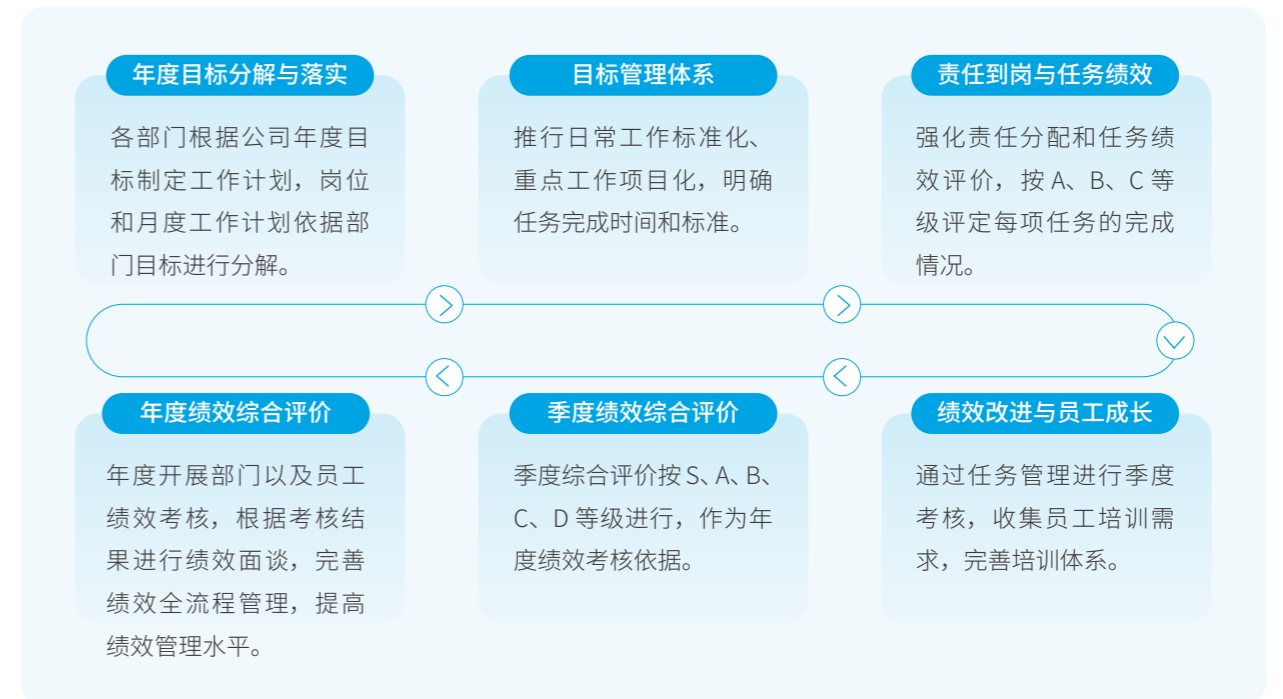 年度目标分解与落实
各部门根据公司年度目
标制定工作计划，岗位
和月度工作计划依据部
门目标进行分解。
目标管理体系
推行日常工作标准化、
重点工作项目化，明确
任务完成时间和标准。
责任到岗与任务绩效
强化责任分配和任务绩
效评价，按 A、B、C 等
级评定每项任务的完成
情况。
年度绩效综合评价
年度开展部门以及员工
绩效考核，根据考核结
果进行绩效面谈，完善
绩效全流程管理，提高
绩效管理水平。
季度绩效综合评价
季度综合评价按 S、A、B、
C、D 等级进行，作为年
度绩效考核依据。
绩效改进与员工成长
通过任务管理进行季度
考核，收集员工培训需
求，完善培训体系。